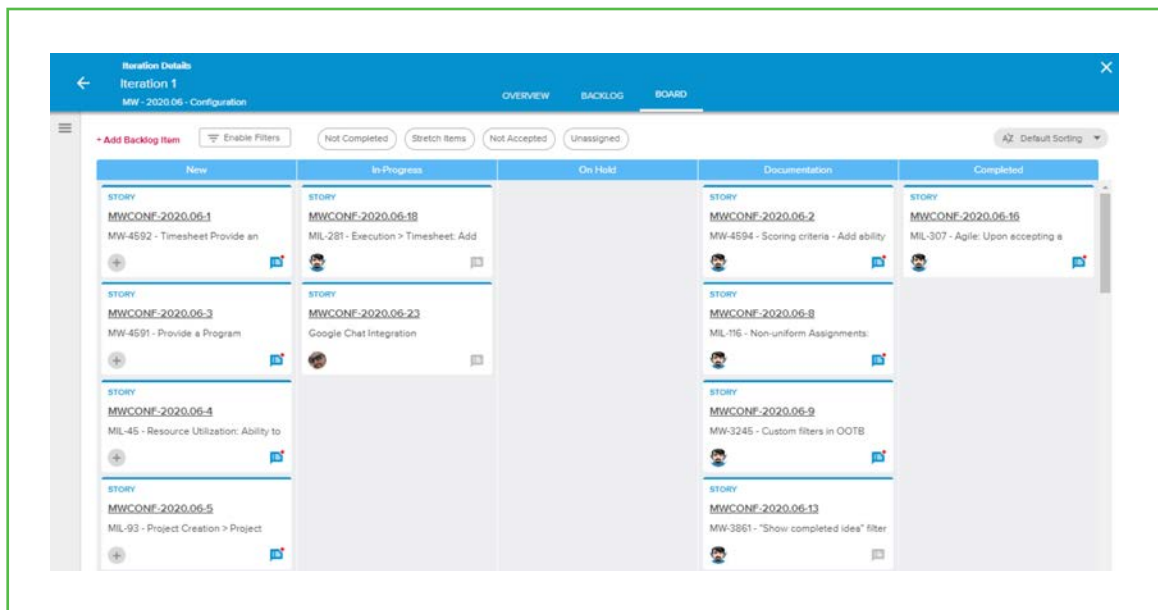 Iteration Details
Iteration 1
MW - 2020.06 - Configuration
OVERVIEW BACKLOG BOARD
+ Add Backlog Item Enable Filters Not Completed Stretch Items Not Accepted Unassigned Default Sorting
New In-Progress On Hold Documentation Completed
STORY
MWCONF-2020.06-1
MW-4592 - Timesheet Provide an
STORY
MWCONF-2020.06-3
MW-4591 - Provide a Program
STORY
MWCONF-2020.06-4
MIL-45 - Resource Utilization: Ability to
STORY
MWCONF-2020.06-5
MIL-93 - Project Creation > Project
STORY
MWCONF-2020.06-18
MIL-281 - Execution > Timesheet: Add
STORY
MWCONF-2020.06-23
Google Chat Integration
STORY
MWCONF-2020.06-2
MW-4594 - Scoring criteria - Add ability
STORY
MWCONF-2020.06-8
MIL-116 - Non-uniform Assignments:
STORY
MWCONF-2020.06-9
MW-3245 - Custom filters in OOTB
STORY
MWCONF-2020.06-13
MW-3861 - "Show completed idea" filter
STORY
MWCONF-2020.06-16
MIL-307 - Agile: Upon accepting a